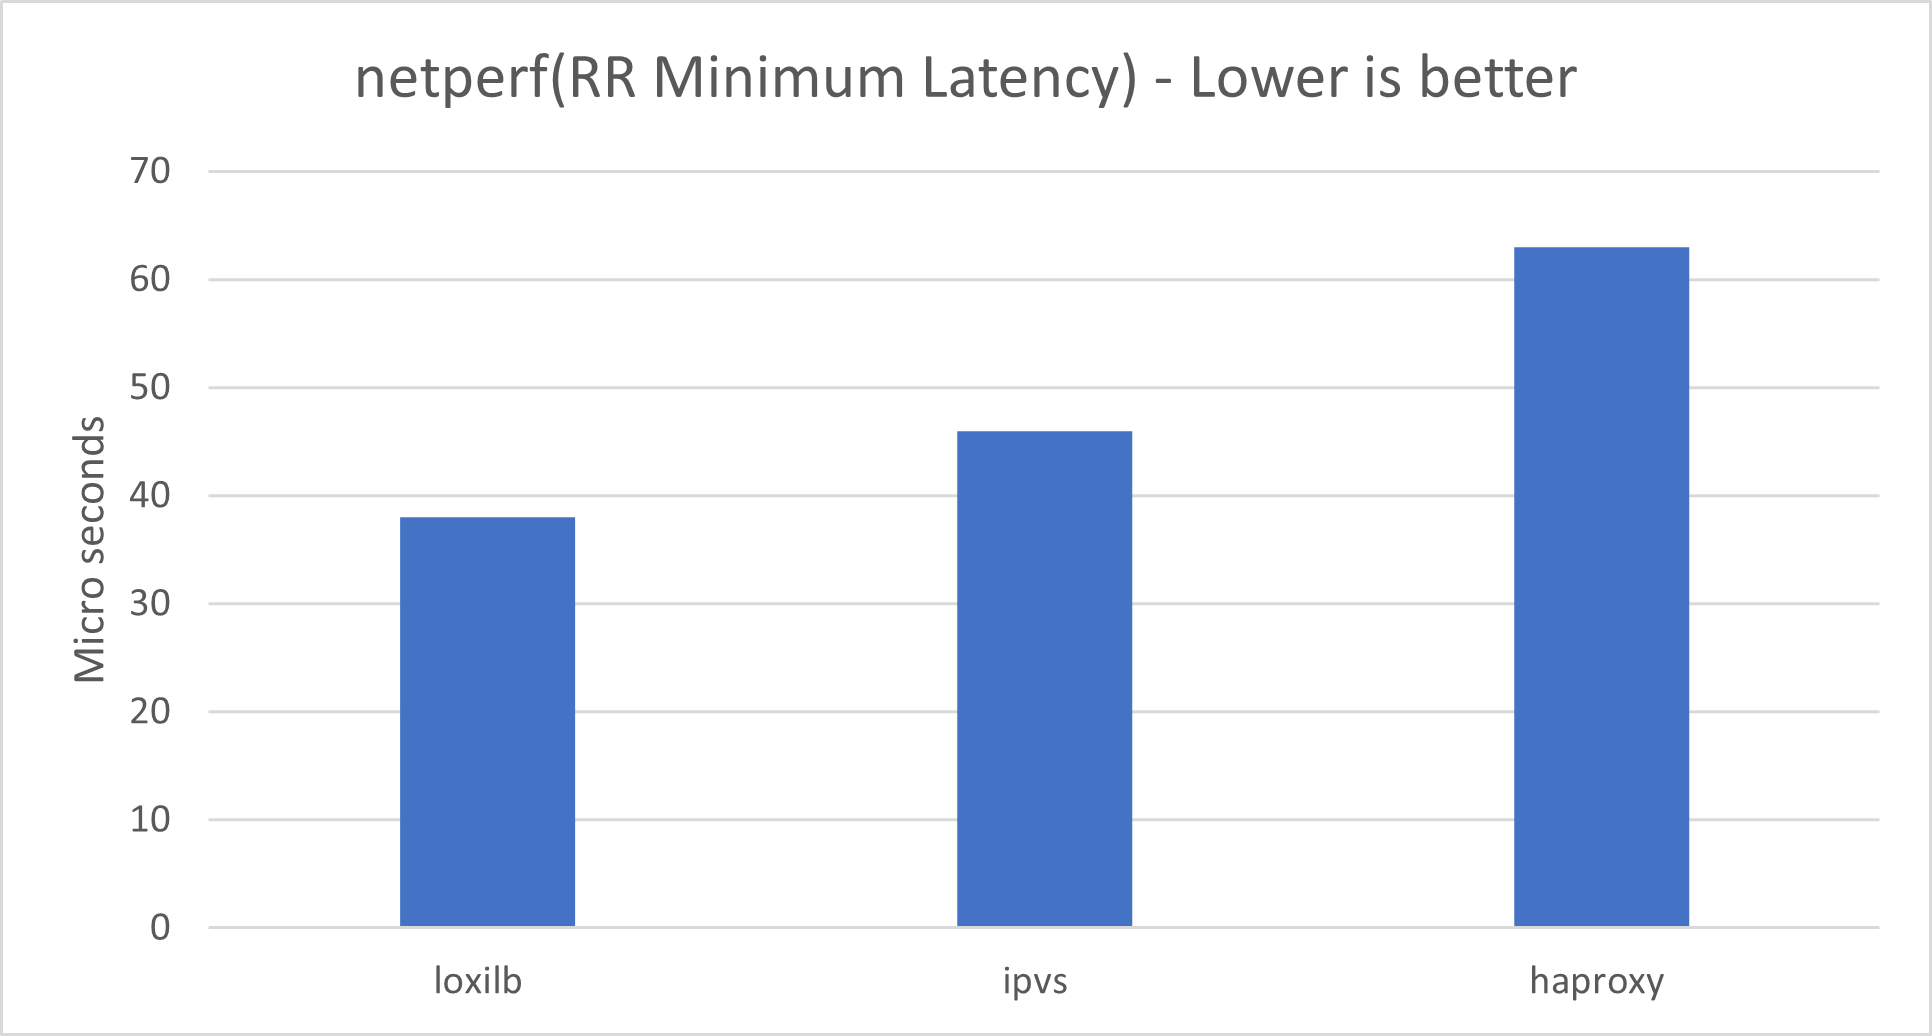 netperf(RR Minimum Latency) - Lower is better
70
60
50
40
30
20
10
0
Micro seconds
loxilb
ipvs
haproxy